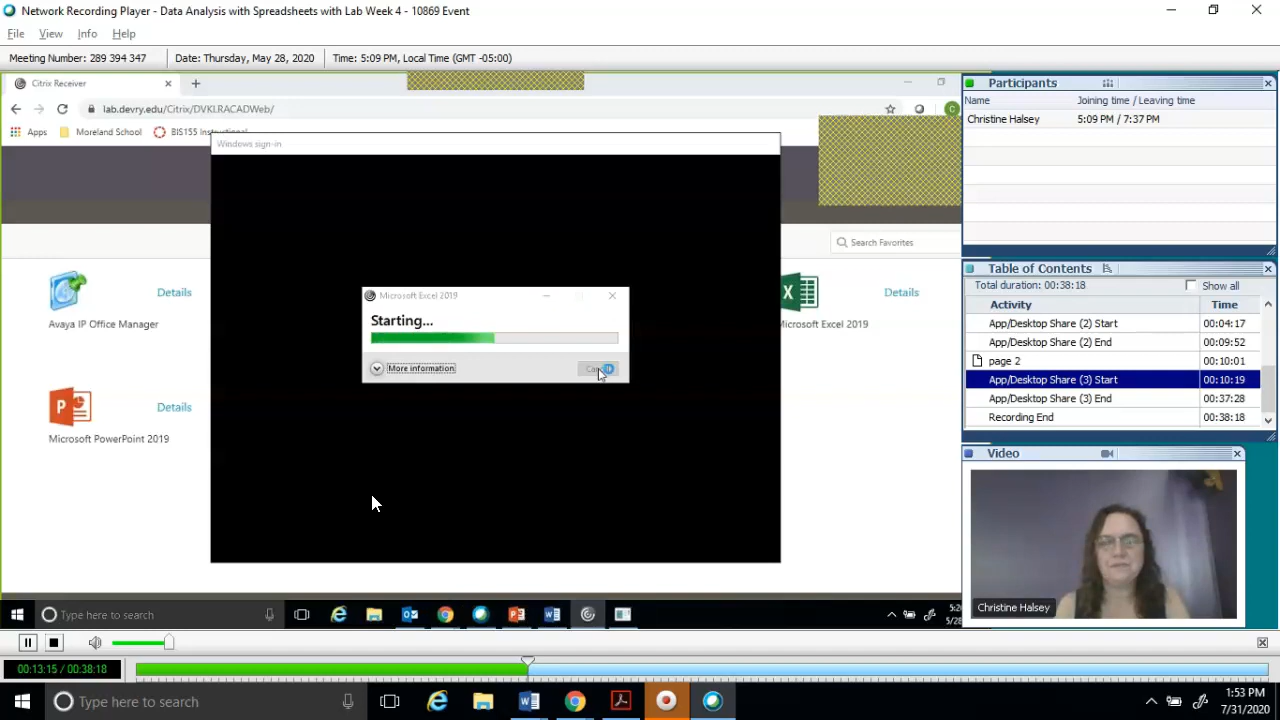 Network Recording Player - Data Analysis with Spreadsheets with Lab Week 4 - 10869 Event
File View Info Help
Meeting Number: 289 394 347 Date: Thursday, May 28, 2020 Time: 5:09 PM, Local Time (GMT -05:00)
Citrix Receiver
lab.devry.edu/Citrix/DVKLRACADWeb/
Apps Moreland School BIS155 Instructional
Windows sign-in
Search Favorites
Details
Avaya IP Office Manager
Details
Microsoft Excel 2019
Details
Microsoft PowerPoint 2019
Microsoft Excel 2019
Starting...
More information
Type here to search
Participants
Name Joining time / Leaving time
Christine Halsey 5:09 PM / 7:37 PM
Table of Contents
Total duration: 00:38:18 Show all
Activity Time
App/Desktop Share (2) Start 00:04:17
App/Desktop Share (2) End 00:09:52
page 2 00:10:01
App/Desktop Share (3) Start 00:10:19
App/Desktop Share (3) End 00:37:28
Recording End 00:38:18
Video
Christine Halsey
00:13:15 / 00:38:18
Type here to search
1:53 PM
7/31/2020